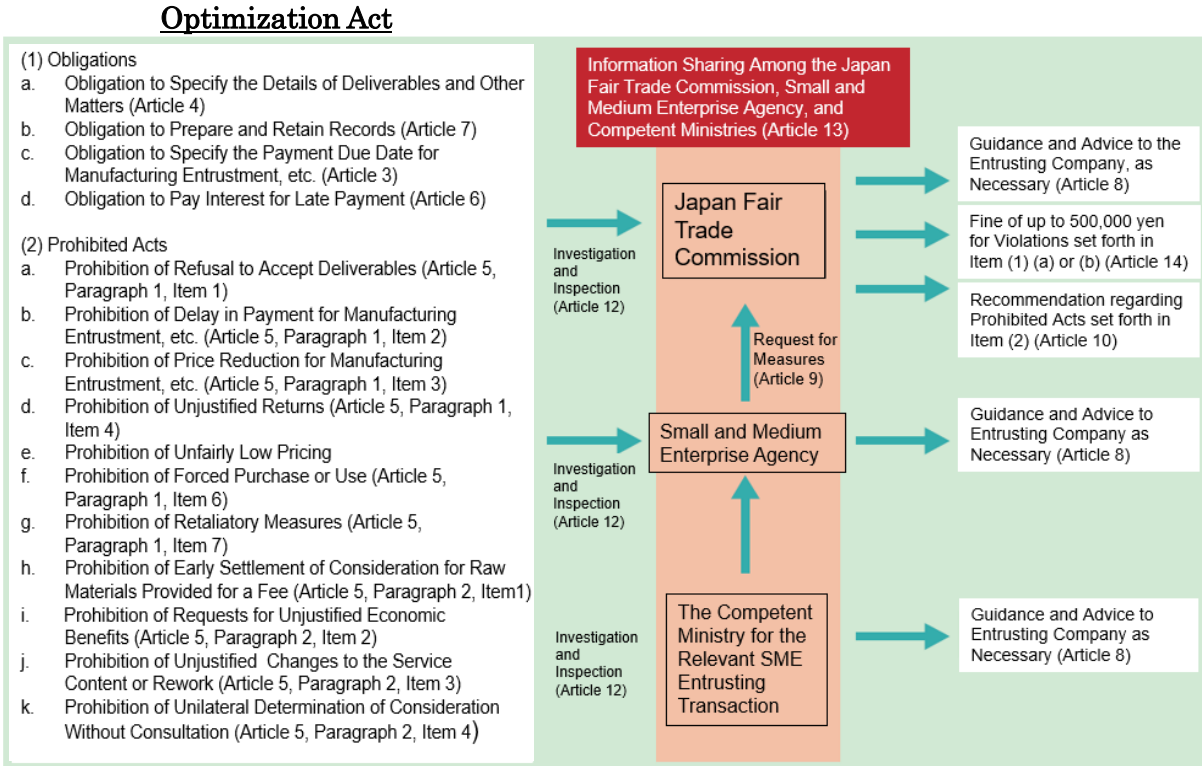 Optimization Act
(1) Obligations
a. Obligation to Specify the Details of Deliverables and Other
Matters (Article 4)
b. Obligation to Prepare and Retain Records (Article 7)
c. Obligation to Specify the Payment Due Date for
Manufacturing Entrustment, etc. (Article 3)
d. Obligation to Pay Interest for Late Payment (Article 6)
(2) Prohibited Acts
a. Prohibition of Refusal to Accept Deliverables (Article 5,
Paragraph 1, Item 1)
b. Prohibition of Delay in Payment for Manufacturing
Entrustment, etc. (Article 5, Paragraph 1, Item 2)
c. Prohibition of Price Reduction for Manufacturing
Entrustment, etc. (Article 5, Paragraph 1, Item 3)
d. Prohibition of Unjustified Returns (Article 5, Paragraph 1,
Item 4)
e. Prohibition of Unfairly Low Pricing
f. Prohibition of Forced Purchase or Use (Article 5,
Paragraph 1, Item 6)
g. Prohibition of Retaliatory Measures (Article 5,
Paragraph 1, Item 7)
h. Prohibition of Early Settlement of Consideration for Raw
Materials Provided for a Fee (Article 5, Paragraph 2, Item1)
i. Prohibition of Requests for Unjustified Economic
Benefits (Article 5, Paragraph 2, Item 2)
j. Prohibition of Unjustified Changes to the Service
Content or Rework (Article 5, Paragraph 2, Item 3)
k. Prohibition of Unilateral Determination of Consideration
Without Consultation (Article 5, Paragraph 2, Item 4)
Information Sharing Among the Japan
Fair Trade Commission, Small and
Medium Enterprise Agency, and
Competent Ministries (Article 13)
Investigation
and
Inspection
(Article 12)
Japan Fair
Trade
Commission
Guidance and Advice to the
Entrusting Company, as
Necessary (Article 8)
Fine of up to 500,000 yen
for Violations set forth in
Item (1) (a) or (b) (Article 14)
Recommendation regarding
Prohibited Acts set forth in
Item (2) (Article 10)
Request for
Measures
(Article 9)
Investigation
and
Inspection
(Article 12)
Small and Medium
Enterprise Agency
Guidance and Advice to
Entrusting Company as
Necessary (Article 8)
Investigation
and
Inspection
(Article 12)
The Competent
Ministry for the
Relevant SME
Entrusting
Transaction
Guidance and Advice to
Entrusting Company as
Necessary (Article 8)